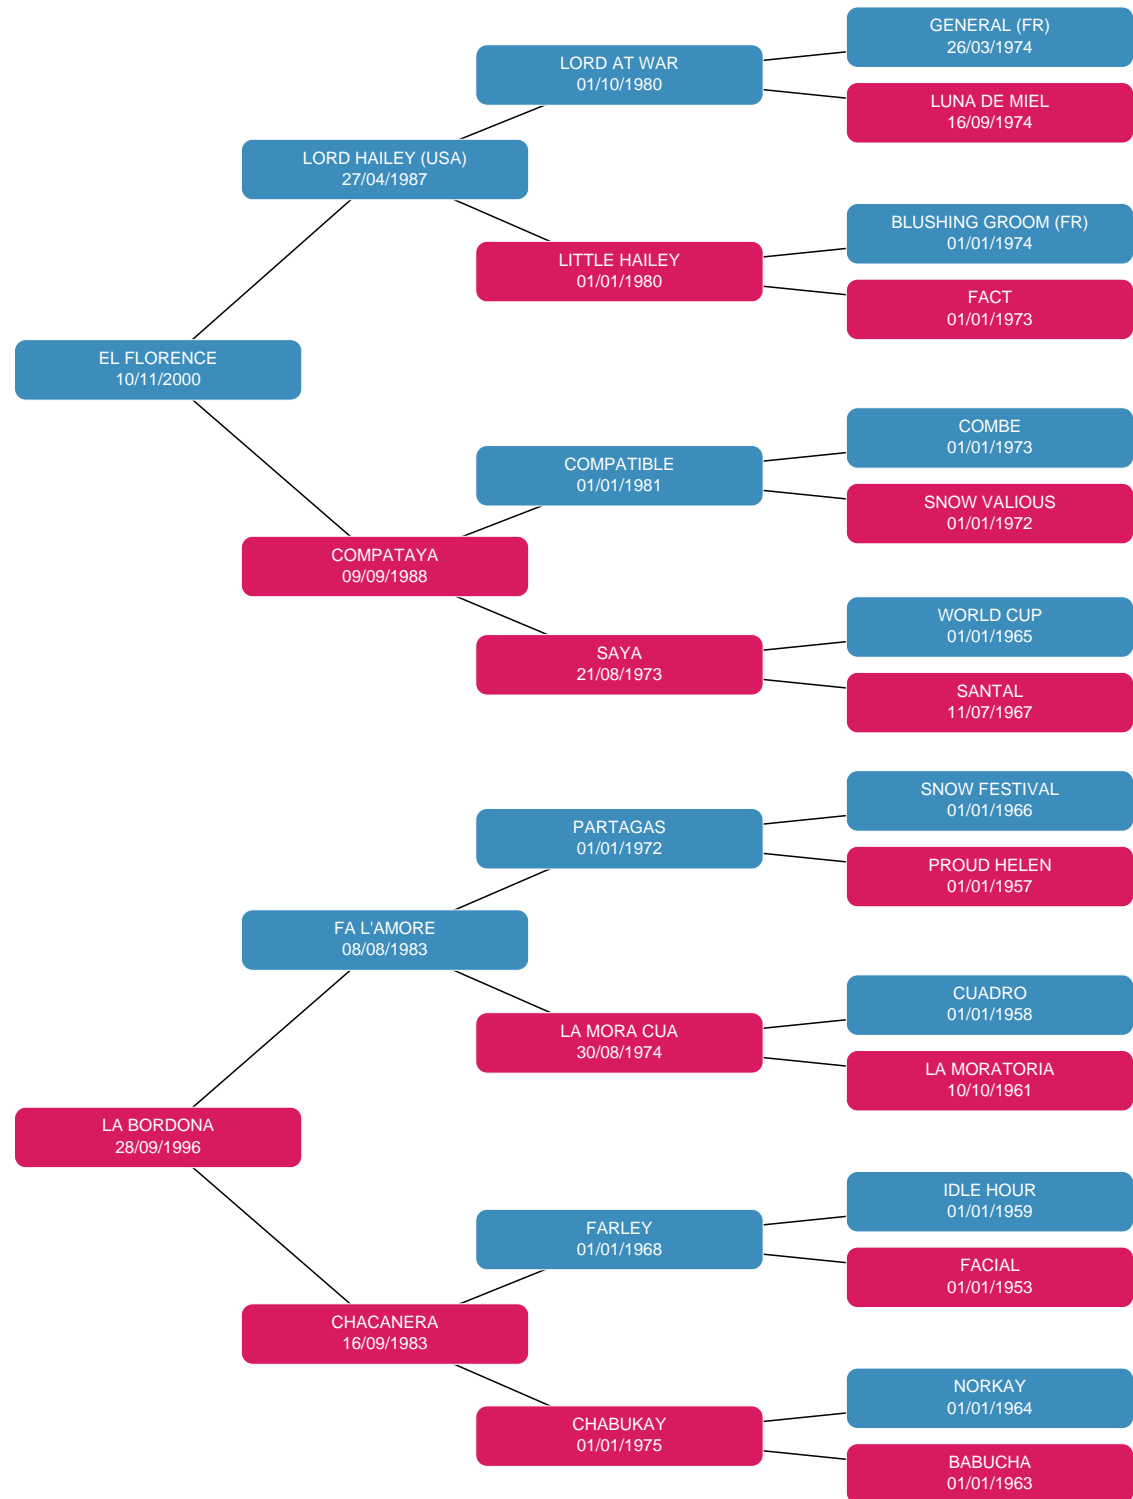 GENERAL (FR)
26/03/1974
LORD AT WAR
01/10/1980
LUNA DE MIEL
16/09/1974
LORD HAILEY (USA)
27/04/1987
BLUSHING GROOM (FR)
01/01/1974
LITTLE HAILEY
01/01/1980
FACT
01/01/1973
EL FLORENCE
10/11/2000
COMBE
01/01/1973
COMPATIBLE
01/01/1981
SNOW VALIOUS
01/01/1972
COMPATAYA
09/09/1988
WORLD CUP
01/01/1965
SAYA
21/08/1973
SANTAL
11/07/1967
SNOW FESTIVAL
01/01/1966
PARTAGAS
01/01/1972
PROUD HELEN
01/01/1957
FA L'AMORE
08/08/1983
CUADRO
01/01/1958
LA MORA CUA
30/08/1974
LA MORATORIA
10/10/1961
LA BORDONA
28/09/1996
IDLE HOUR
01/01/1959
FARLEY
01/01/1968
FACIAL
01/01/1953
CHACANERA
16/09/1983
NORKAY
01/01/1964
CHABUKAY
01/01/1975
BABUCHA
01/01/1963